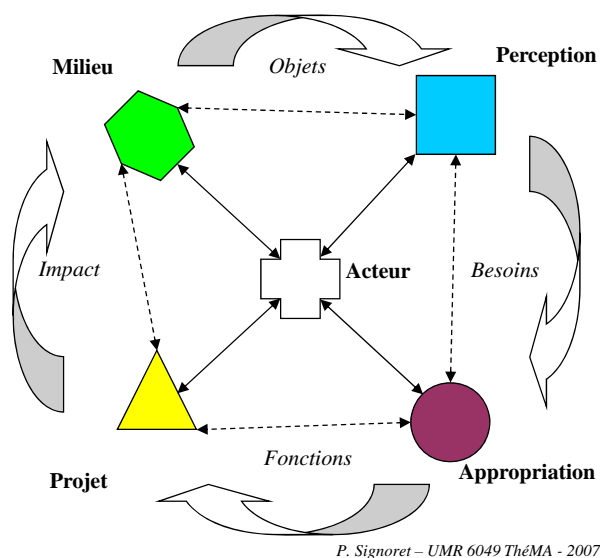 Perception
Milieu
Objets
Impact
Acteur
Besoins
Fonctions
Projet
Appropriation
P. Signoret – UMR 6049 ThéMA - 2007